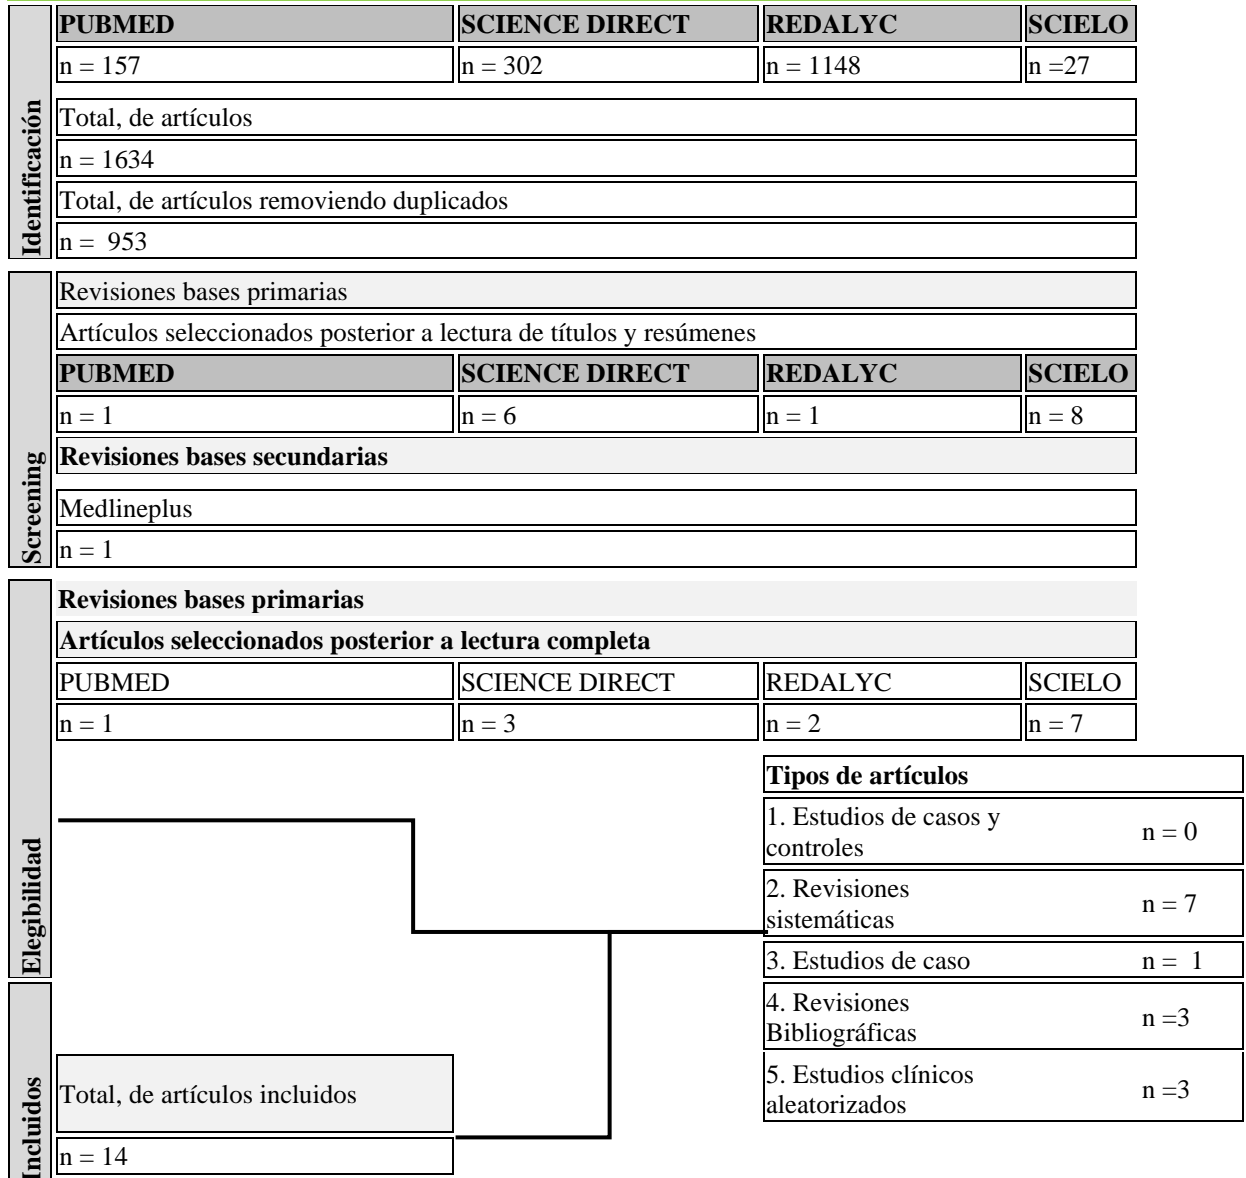 Identificación
PUBMED SCIENCE DIRECT REDALYC SCIELO
n = 157 n = 302 n = 1148 n =27
Total, de artículos
n = 1634
Total, de artículos removiendo duplicados
n = 953
Screening
Revisiones bases primarias
Artículos seleccionados posterior a lectura de títulos y resúmenes
PUBMED SCIENCE DIRECT REDALYC SCIELO
n = 1 n = 6 n = 1 n = 8
Revisiones bases secundarias
Medlineplus
n = 1
Elegibilidad
Revisiones bases primarias
Artículos seleccionados posterior a lectura completa
PUBMED SCIENCE DIRECT REDALYC SCIELO
n = 1 n = 3 n = 2 n = 7
Tipos de artículos
1. Estudios de casos y
controles n = 0
2. Revisiones
sistemáticas n = 7
3. Estudios de caso n = 1
4. Revisiones
Bibliográficas n =3
5. Estudios clínicos
aleatorizados n =3
Incluidos
Total, de artículos incluidos
n = 14